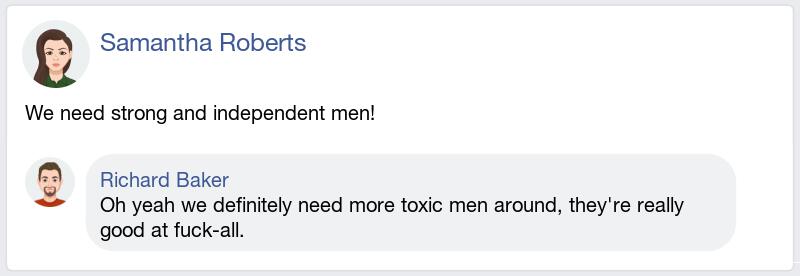 Samantha Roberts
We need strong and independent men!
Richard Baker
Oh yeah we definitely need more toxic men around, they're really
good at fuck-all.